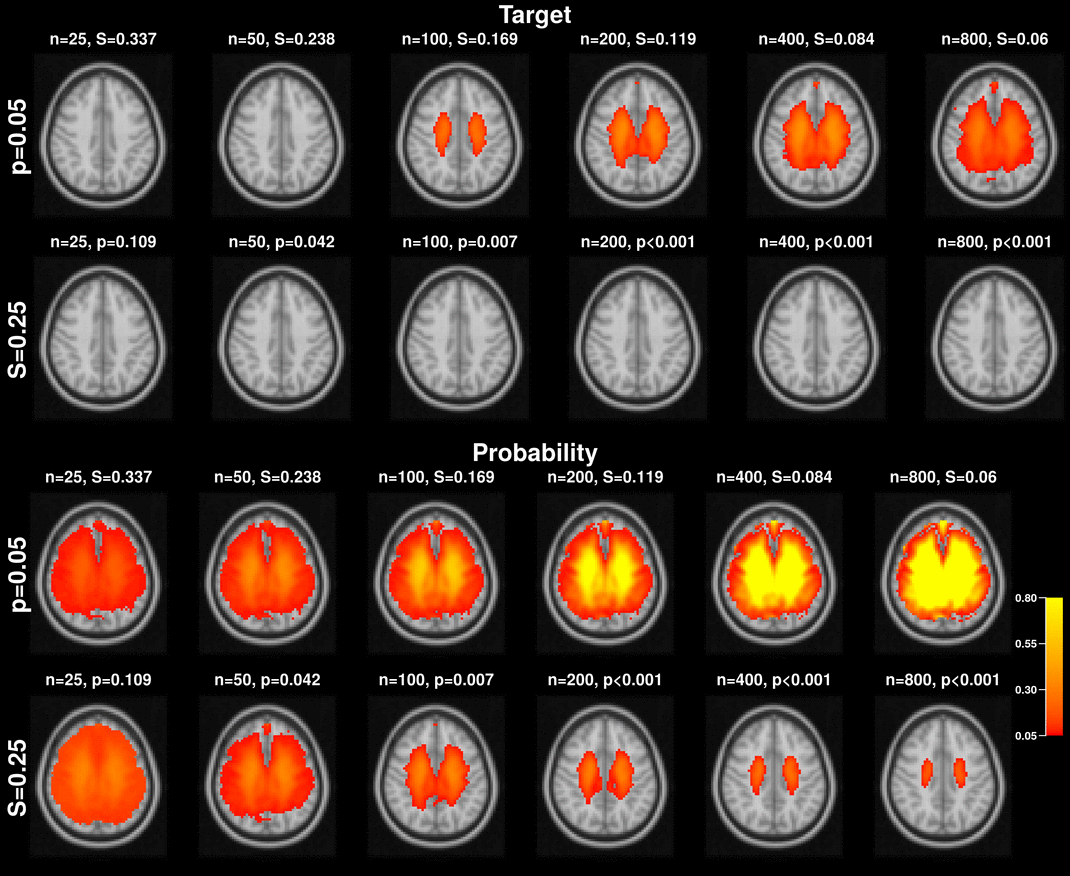 Target
n=25, S=0.337 n=50, S=0.238 n=100, S=0.169 n=200, S=0.119 n=400, S=0.084 n=800, S=0.06
p=0.05
n=25, p=0.109 n=50, p=0.042 n=100, p=0.007 n=200, p<0.001 n=400, p<0.001 n=800, p<0.001
S=0.25
Probability
n=25, S=0.337 n=50, S=0.238 n=100, S=0.169 n=200, S=0.119 n=400, S=0.084 n=800, S=0.06
p=0.05
0.80
0.55
0.30
0.05
n=25, p=0.109 n=50, p=0.042 n=100, p=0.007 n=200, p<0.001 n=400, p<0.001 n=800, p<0.001
S=0.25